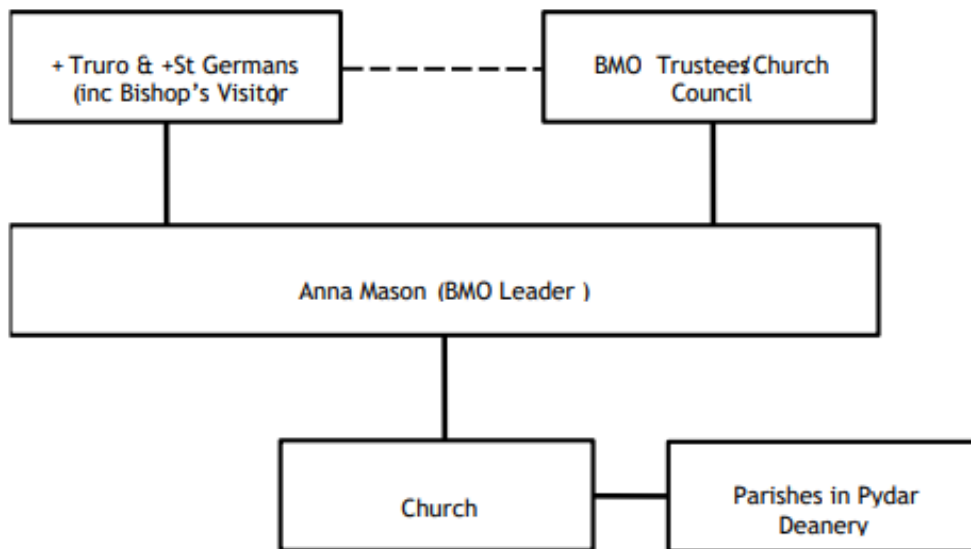 + Truro & +St Germans
(inc Bishop's Visitor)
BMO Trustees/Church
Council
Anna Mason (BMO Leader )
Church
Parishes in Pydar
Deanery